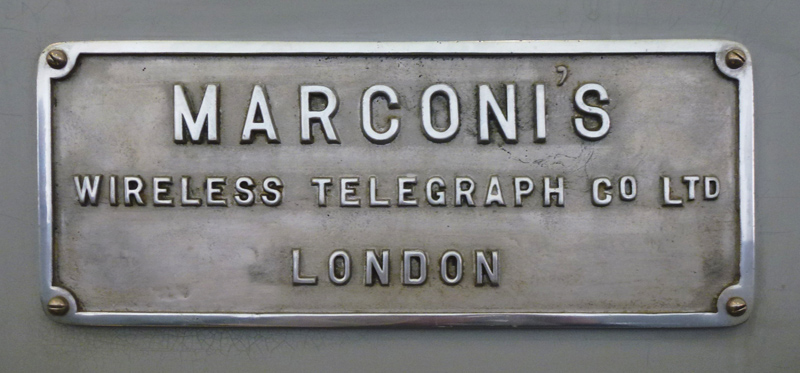 MARCONI'S
WIRELESS TELEGRAPH CO LTD
LONDON